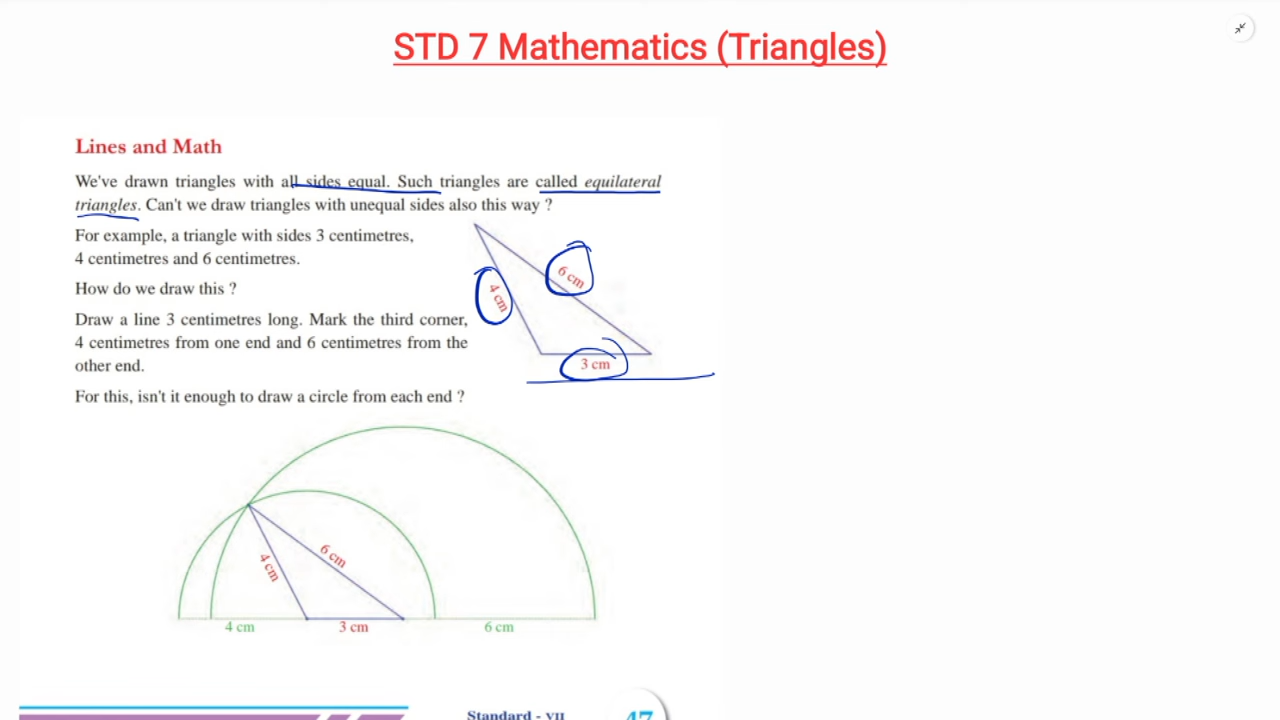 STD 7 Mathematics (Triangles)
Lines and Math
We've drawn triangles with all sides equal. Such triangles are called equilateral
triangles. Can't we draw triangles with unequal sides also this way ?
For example, a triangle with sides 3 centimetres,
4 centimetres and 6 centimetres.
How do we draw this ?
Draw a line 3 centimetres long. Mark the third corner,
4 centimetres from one end and 6 centimetres from the
other end.
For this, isn't it enough to draw a circle from each end ?
6 cm
4 cm
3 cm
6 cm
4 cm
4 cm
3 cm
6 cm
Standard - VII
47